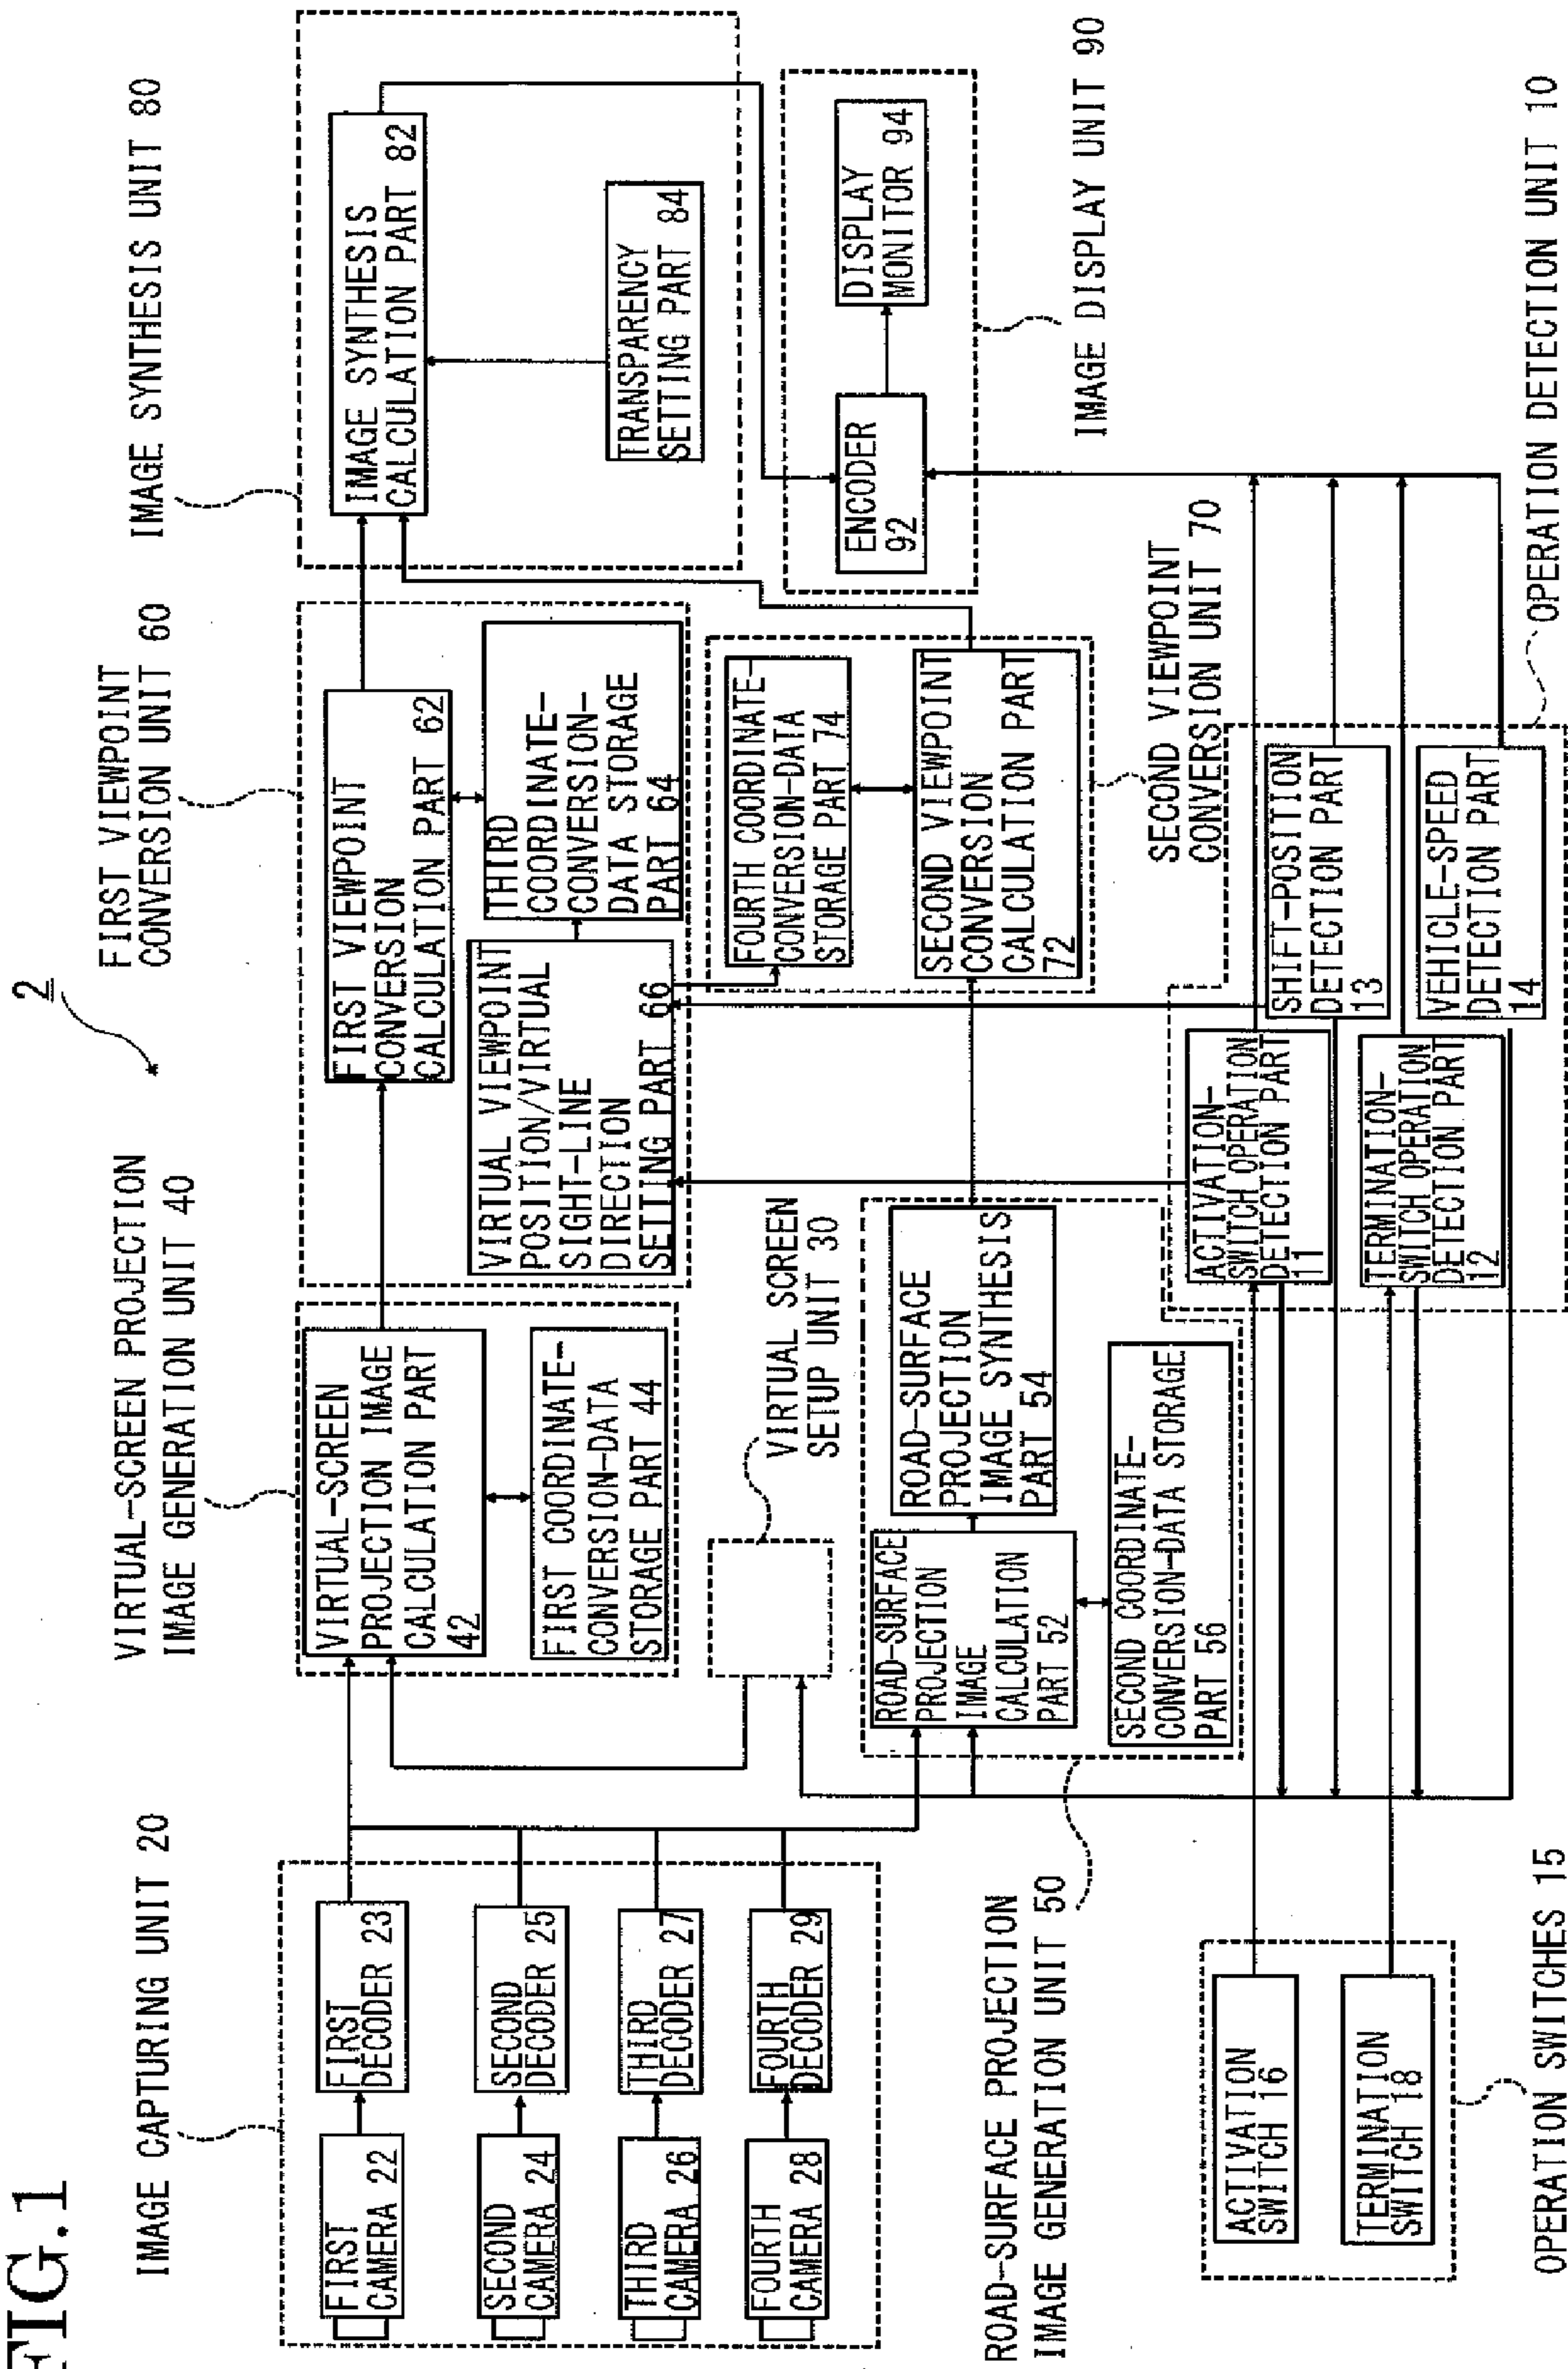 FIG.1
2
IMAGE CAPTURING UNIT 20
FIRST
CAMERA 22
FIRST
DECODER 23
SECOND
CAMERA 24
SECOND
DECODER 25
THIRD
CAMERA 26
THIRD
DECODER 27
FOURTH
CAMERA 28
FOURTH
DECODER 29
VIRTUAL-SCREEN PROJECTION
IMAGE GENERATION UNIT 40
VIRTUAL-SCREEN
PROJECTION IMAGE
CALCULATION PART
42
FIRST COORDINATE-
CONVERSION-DATA
STORAGE PART 44
VIRTUAL SCREEN
SETUP UNIT 30
FIRST VIEWPOINT
CONVERSION UNIT 60
FIRST VIEWPOINT
CONVERSION
CALCULATION PART 62
VIRTUAL VIEWPOINT
POSITION/VIRTUAL
SIGHT-LINE
DIRECTION
SETTING PART 66
THIRD
COORDINATE-
CONVERSION-
DATA STORAGE
PART 64
IMAGE SYNTHESIS UNIT 80
IMAGE SYNTHESIS
CALCULATION PART 82
TRANSPARENCY
SETTING PART 84
ROAD-SURFACE PROJECTION
IMAGE GENERATION UNIT 50
ROAD-SURFACE
PROJECTION
IMAGE
CALCULATION
PART 52
ROAD-SURFACE
PROJECTION
IMAGE SYNTHESIS
PART 54
SECOND COORDINATE-
CONVERSION-DATA STORAGE
PART 56
FOURTH COORDINATE-
CONVERSION-DATA
STORAGE PART 74
SECOND VIEWPOINT
CONVERSION
CALCULATION PART
72
SECOND VIEWPOINT
CONVERSION UNIT 70
ENCODER
92
DISPLAY
MONITOR 94
IMAGE DISPLAY UNIT 90
ACTIVATION
SWITCH 16
TERMINATION
SWITCH 18
OPERATION SWITCHES 15
ACTIVATION-
SWITCH OPERATION
DETECTION PART
11
SHIFT-POSITION
DETECTION PART
13
TERMINATION-
SWITCH OPERATION
DETECTION PART
12
VEHICLE-SPEED
DETECTION PART
14
OPERATION DETECTION UNIT 10